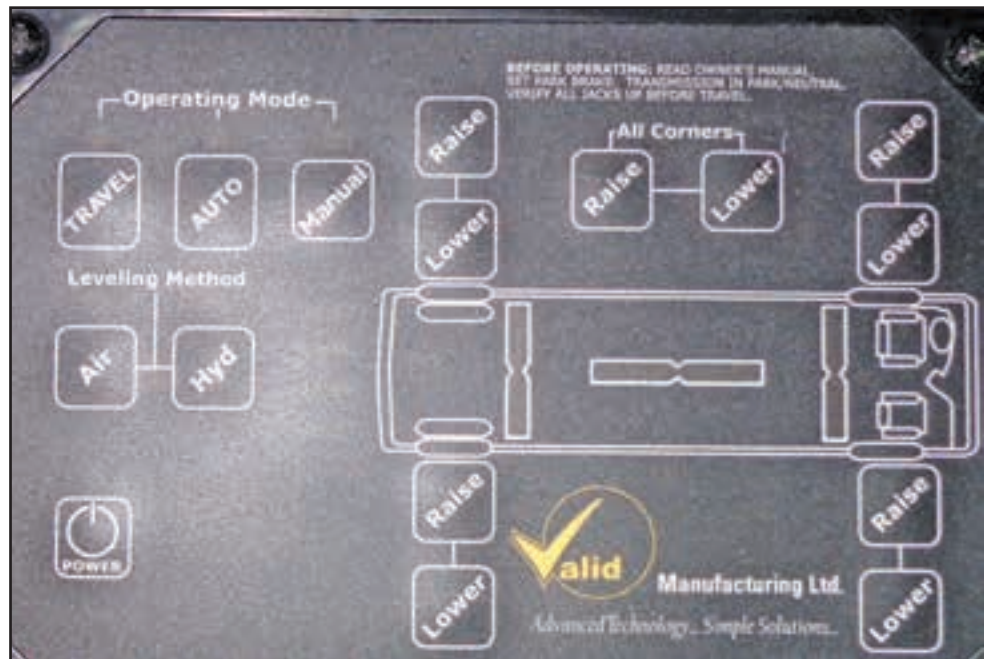 BEFORE OPERATING: READ OWNER'S MANUAL.
SET PARK BRAKE. TRANSMISSION IN PARK/NEUTRAL.
VERIFY ALL JACKS UP BEFORE TRAVEL.
Operating Mode
TRAVEL AUTO Manual
Raise
Lower
All Corners
Raise Lower
Raise
Lower
Leveling Method
Air Hyd
POWER
Raise
Lower
Valid
Manufacturing Ltd.
Advanced Technology... Simple Solutions...
Raise
Lower